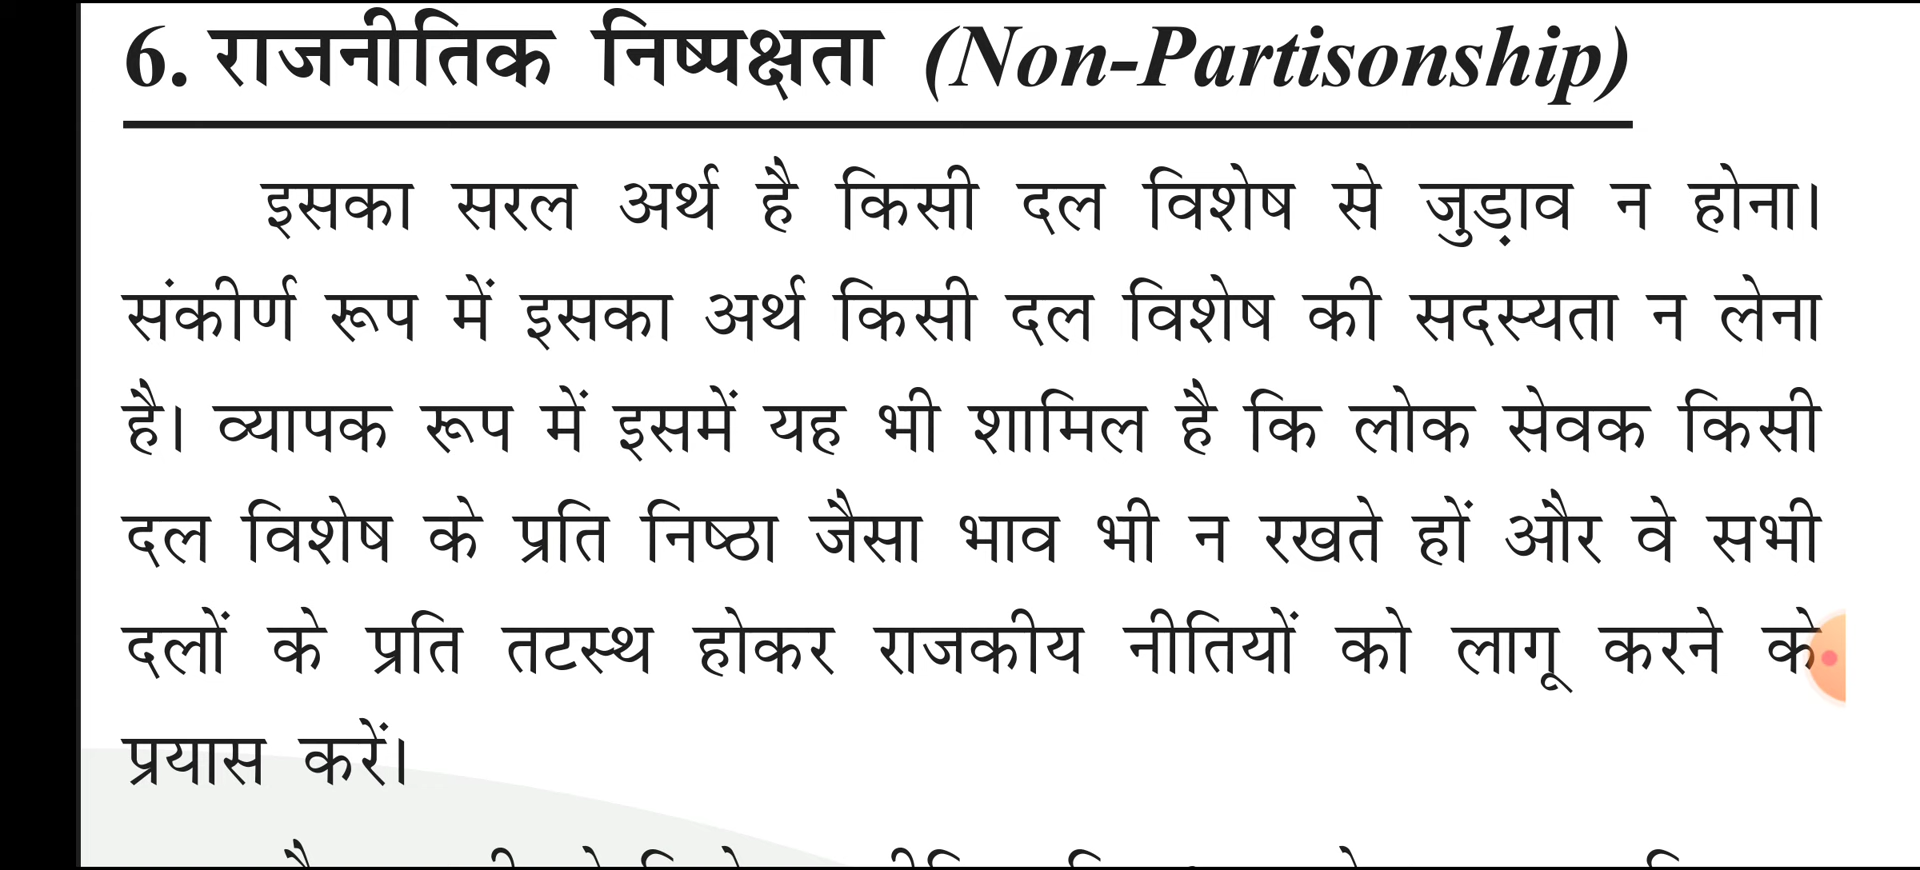 6. राजनीतिक निष्पक्षता (Non-Partisonship)
इसका सरल अर्थ है किसी दल विशेष से जुड़ाव न होना।
संकीर्ण रूप में इसका अर्थ किसी दल विशेष की सदस्यता न लेना
है। व्यापक रूप में इसमें यह भी शामिल है कि लोक सेवक किसी
दल विशेष के प्रति निष्ठा जैसा भाव भी न रखते हों और वे सभी
दलों के प्रति तटस्थ होकर राजकीय नीतियों को लागू करने के
प्रयास करें।